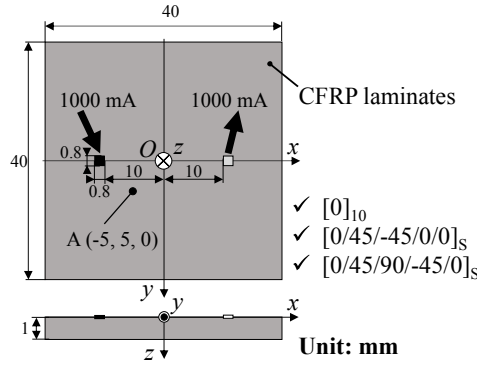 40
CFRP laminates
1000 mA
1000 mA
40
0.8
O
z
x
0.8
10
10
A (-5, 5, 0)
✓ [0]₁₀
✓ [0/45/-45/0/0]S
✓ [0/45/90/-45/0]S
y
y
x
1
z
Unit: mm